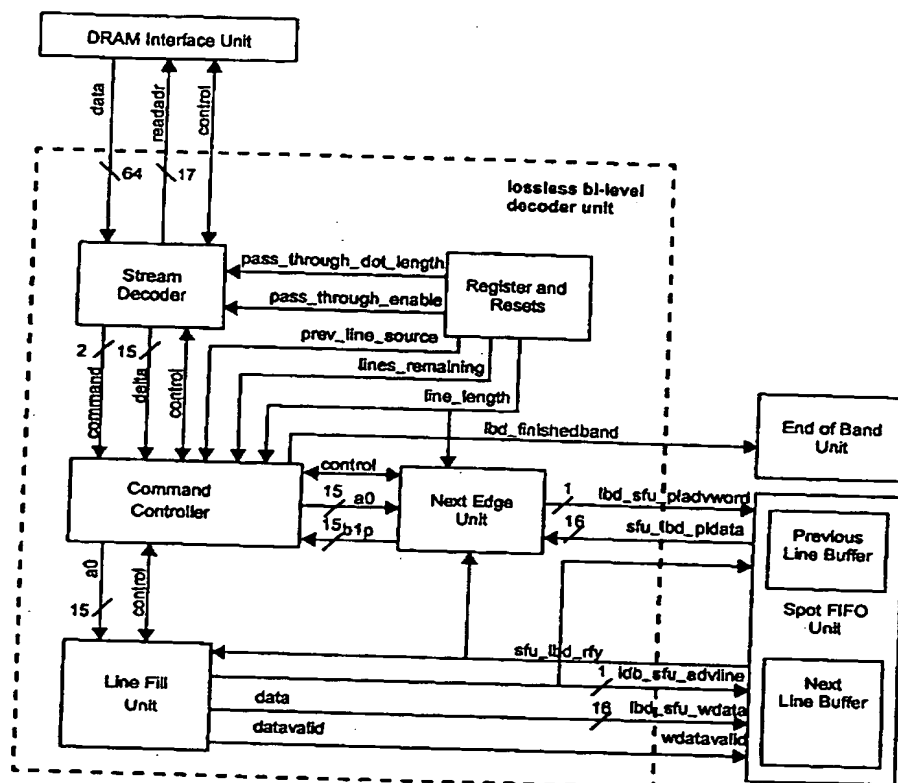 DRAM Interface Unit
data
readadr
control
64
17
lossless bi-level
decoder unit
Stream
Decoder
pass_through_dot_length
pass_through_enable
Register and
Resets
prev_line_source
lines_remaining
line_length
2
15
command
delta
control
lbd_finishedband
End of Band
Unit
Command
Controller
control
15
a0
15
b1p
Next Edge
Unit
1
lbd_sfu_pladvword
16
sfu_lbd_pldata
Previous
Line Buffer
Spot FIFO
Unit
a0
15
control
Line Fill
Unit
sfu_lbd_rfy
1
ldb_sfu_advline
data
16
lbd_sfu_wdata
datavalid
wdatavalid
Next
Line Buffer